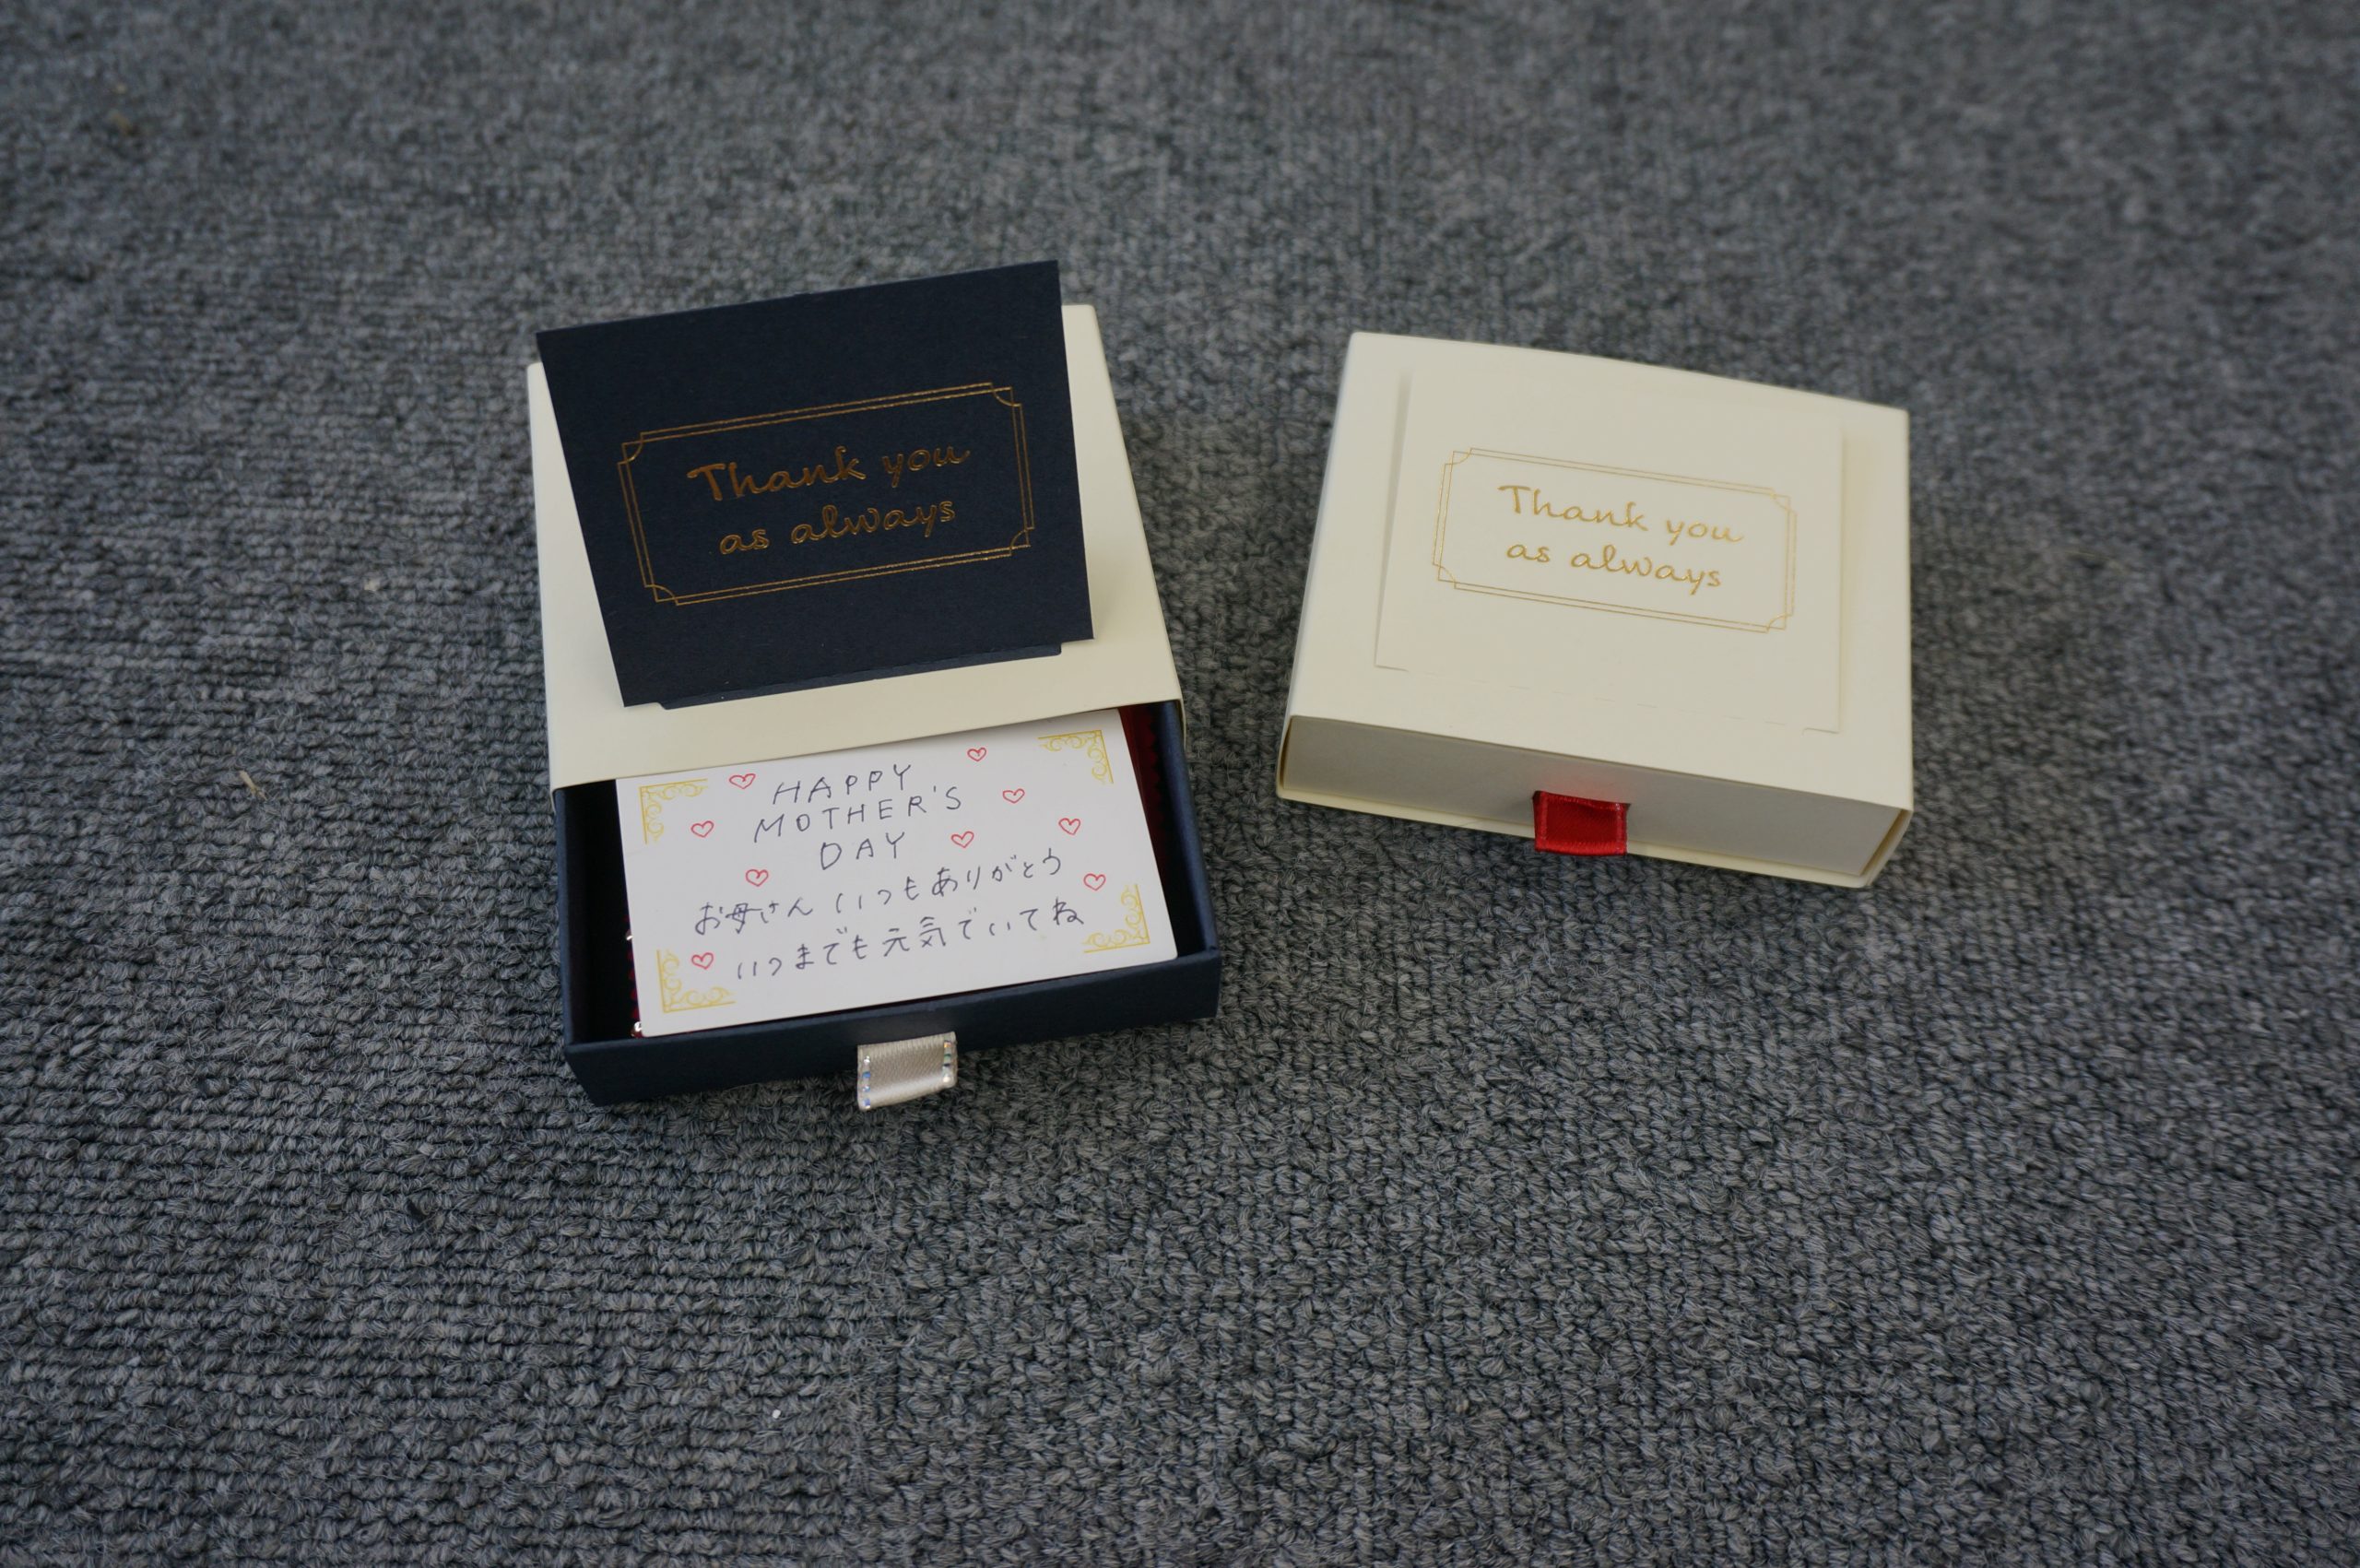 Thank you
as always
HAPPY
MOTHER'S
DAY
お母さん いつもありがとう
いつまでも元気でいてね
Thank you
as always